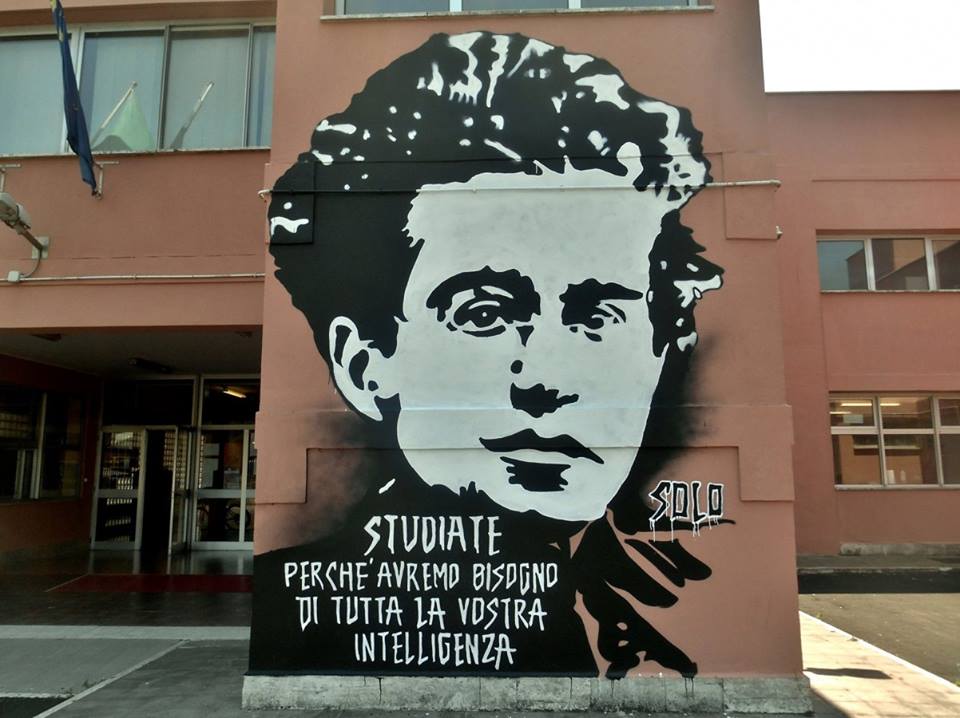 SOLO
STUDIATE
PERCHE' AVREMO BISOGNO
DI TUTTA LA VOSTRA
INTELLIGENZA